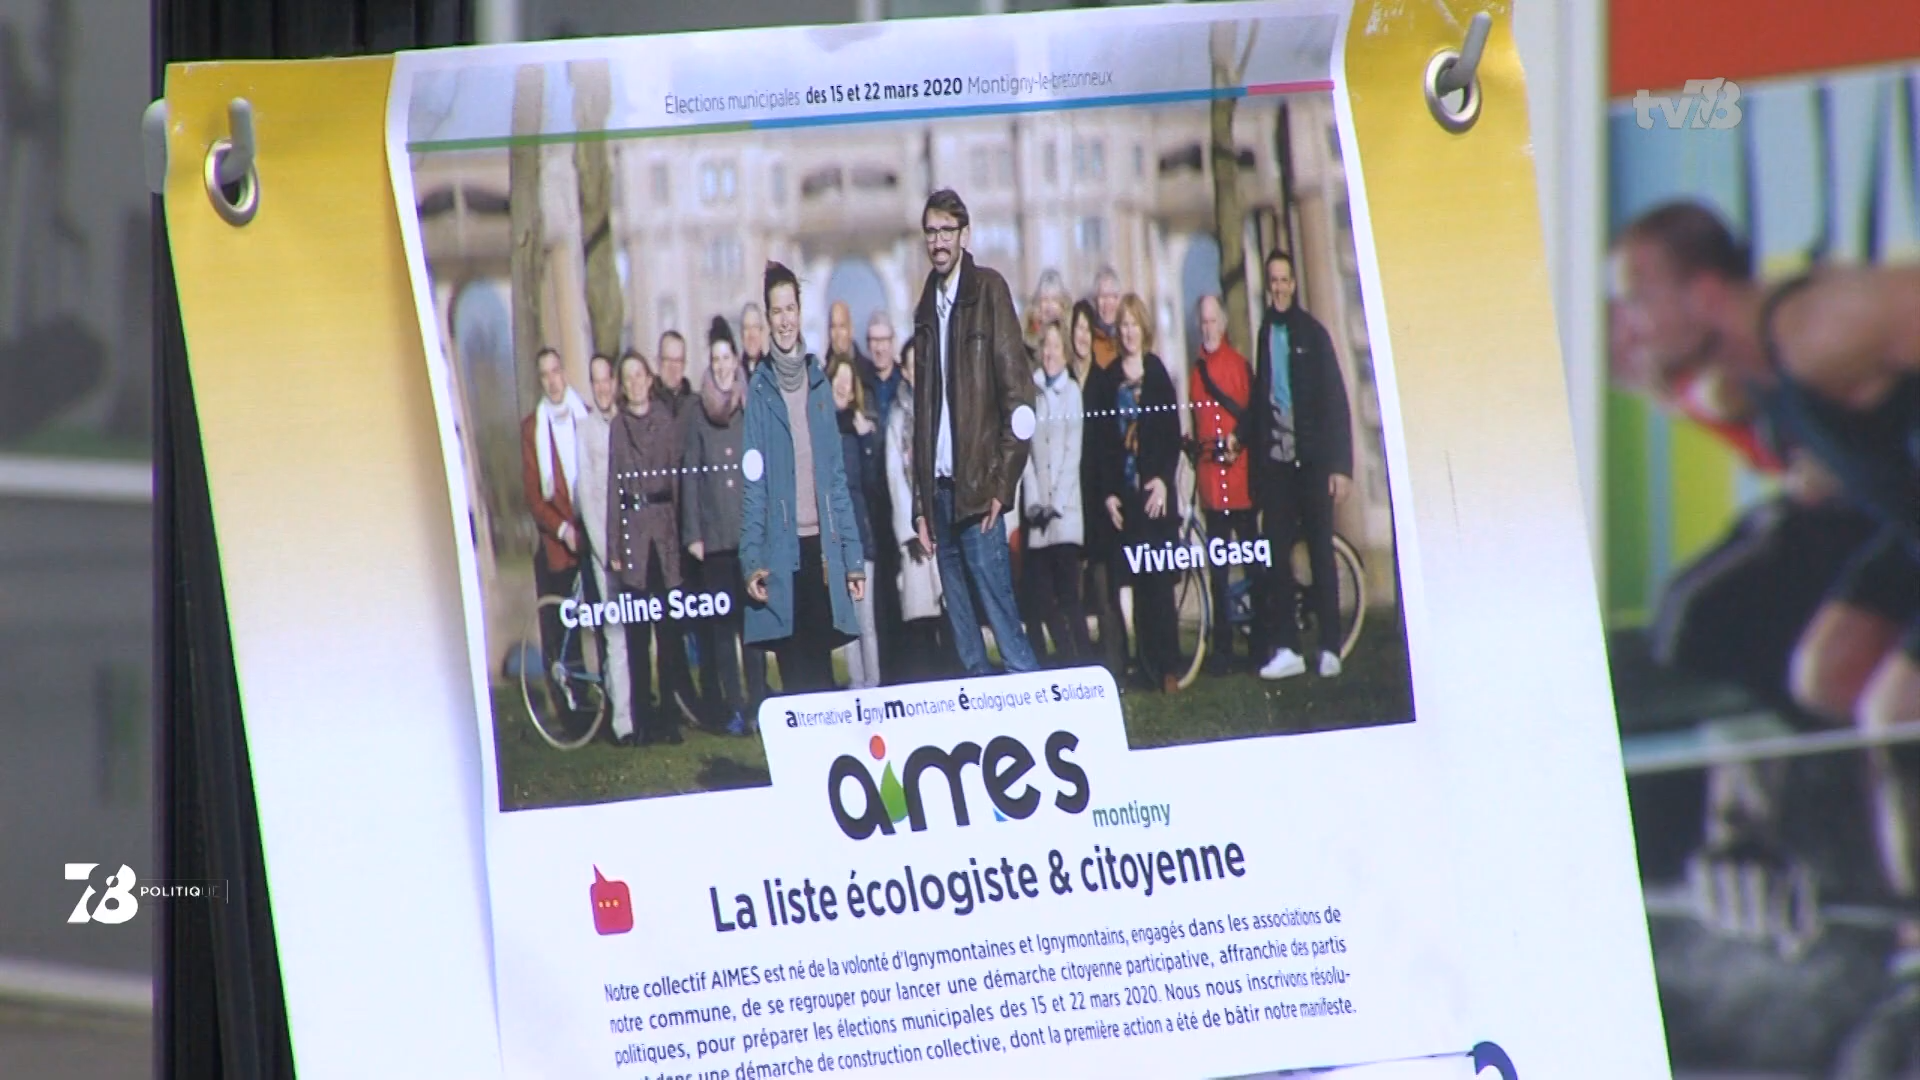 Élections municipales des 15 et 22 mars 2020 Montigny-le-bretonneux
tv78
Caroline Scao
Vivien Gasq
alternative ignymontaine écologique et solidaire
aimes
montigny
La liste écologiste & citoyenne
78 POLITIQUE
Notre collectif AIMES est né de la volonté d'Ignymontaines et Ignymontains, engagés dans les associations de
notre commune, de se regrouper pour lancer une démarche citoyenne participative, affranchie des partis
politiques, pour préparer les élections municipales des 15 et 22 mars 2020. Nous nous inscrivons résolu-
dans une démarche de construction collective, dont la première action a été de bâtir notre manifeste.